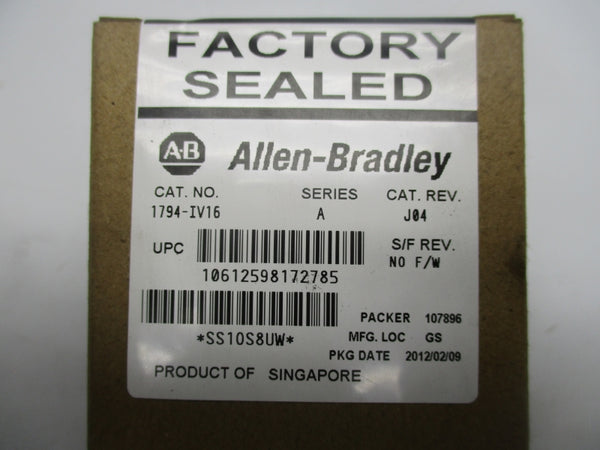 FACTORY
SEALED
A-B Allen-Bradley
CAT. NO. SERIES CAT. REV.
1794-IV16 A J04
UPC S/F REV.
10612598172785 NO F/W
PACKER 107896
*SS10S8UW* MFG. LOC GS
PKG DATE 2012/02/09
PRODUCT OF SINGAPORE